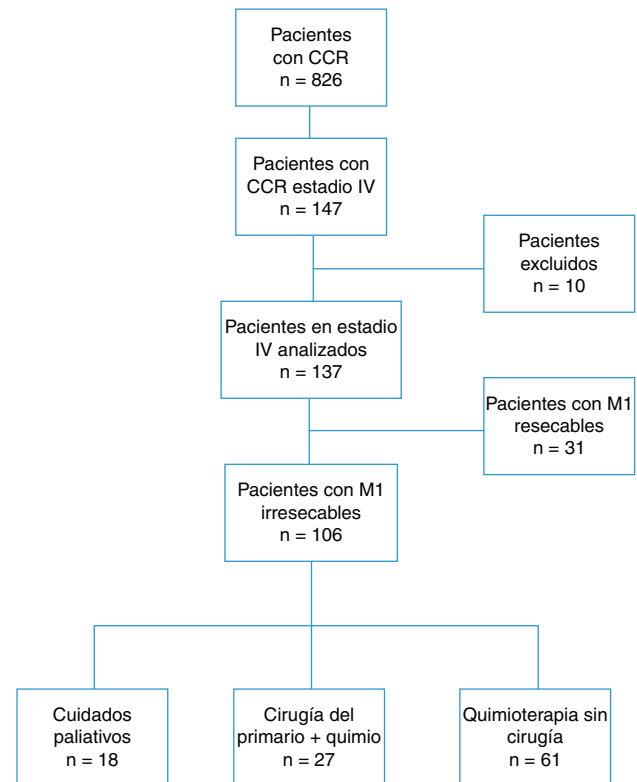 Pacientes
con CCR
n = 826
Pacientes con
CCR estadio IV
n = 147
Pacientes
excluidos
n = 10
Pacientes en estadio
IV analizados
n = 137
Pacientes con M1
resecables
n = 31
Pacientes con M1
irresecables
n = 106
Cuidados
paliativos
n = 18
Cirugía del
primario + quimio
n = 27
Quimioterapia sin
cirugía
n = 61